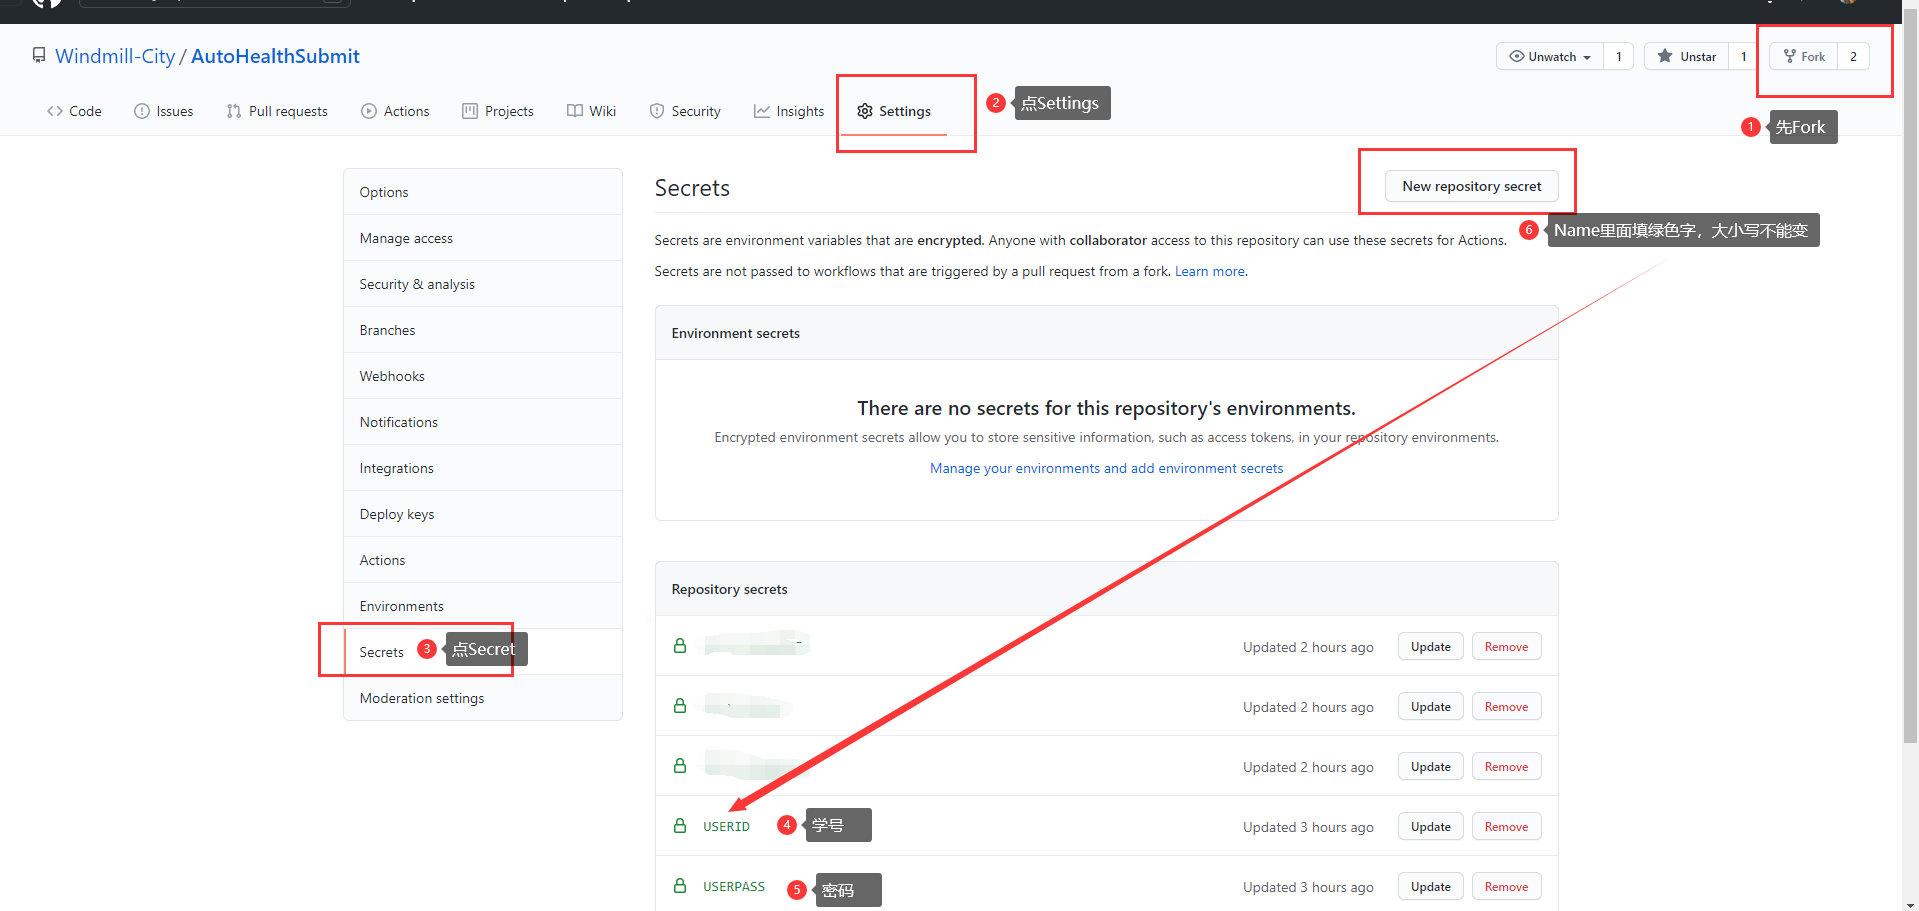 Windmill-City / AutoHealthSubmit
Unwatch 1
Unstar 1
Fork 2
Code
Issues
Pull requests
Actions
Projects
Wiki
Security
Insights
Settings
2 点Settings
1 先Fork
Options
Manage access
Security & analysis
Branches
Webhooks
Notifications
Integrations
Deploy keys
Actions
Environments
Secrets
3 点Secret
Moderation settings
Secrets
New repository secret
6 Name里面填绿色字，大小写不能变
Secrets are environment variables that are encrypted. Anyone with collaborator access to this repository can use these secrets for Actions.
Secrets are not passed to workflows that are triggered by a pull request from a fork. Learn more.
Environment secrets
There are no secrets for this repository's environments.
Encrypted environment secrets allow you to store sensitive information, such as access tokens, in your repository environments.
Manage your environments and add environment secrets
Repository secrets
Updated 2 hours ago Update Remove
Updated 2 hours ago Update Remove
Updated 2 hours ago Update Remove
USERID 4 学号 Updated 3 hours ago Update Remove
USERPASS 5 密码 Updated 3 hours ago Update Remove